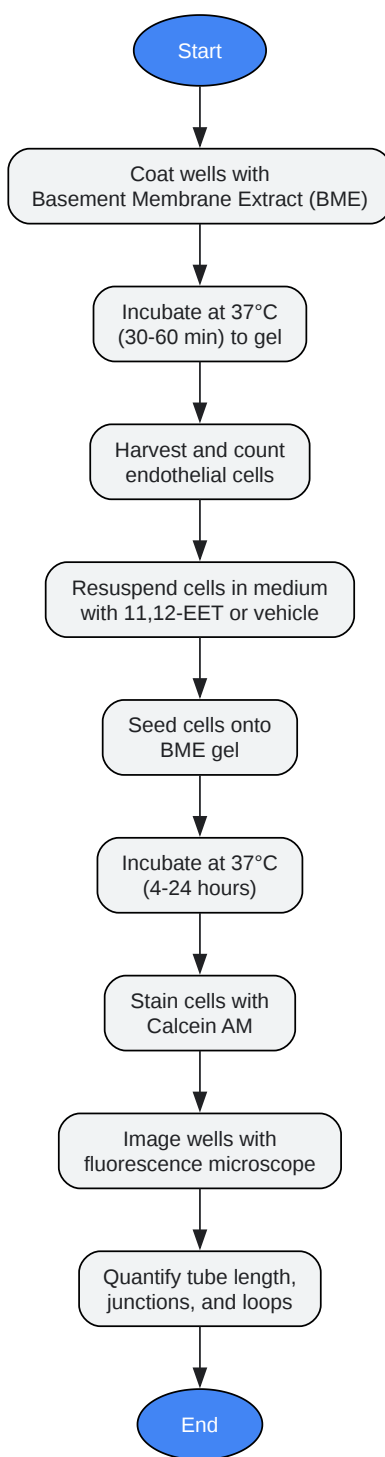 Start
Coat wells with
Basement Membrane Extract (BME)
Incubate at 37°C
(30-60 min) to gel
Harvest and count
endothelial cells
Resuspend cells in medium
with 11,12-EET or vehicle
Seed cells onto
BME gel
Incubate at 37°C
(4-24 hours)
Stain cells with
Calcein AM
Image wells with
fluorescence microscope
Quantify tube length,
junctions, and loops
End